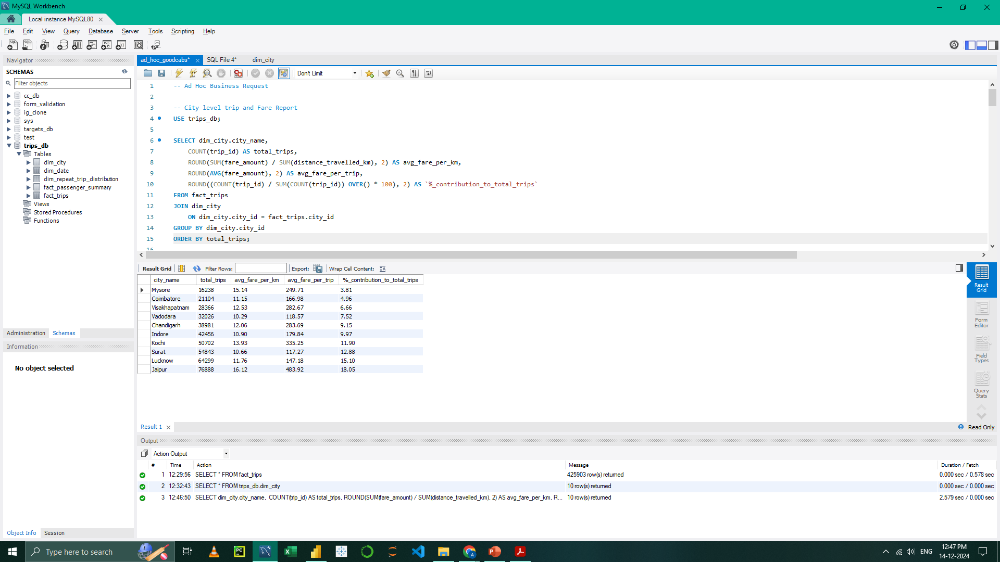 MySQL Workbench
Local instance MySQL80
File Edit View Query Database Server Tools Scripting Help
Navigator
SCHEMAS
Filter objects
cc_db
form_validation
ig_clone
sys
targets_db
test
trips_db
Tables
dim_city
dim_date
dim_repeat_trip_distribution
fact_passenger_summary
fact_trips
Views
Stored Procedures
Functions
Administration Schemas
Information
No object selected
Object Info Session
ad_hoc_goodcabs* SQL File 4* dim_city
Don't Limit
1 -- Ad Hoc Business Request
2
3 -- City level trip and Fare Report
4 USE trips_db;
5
6 SELECT dim_city.city_name,
7 COUNT(trip_id) AS total_trips,
8 ROUND(SUM(fare_amount) / SUM(distance_travelled_km), 2) AS avg_fare_per_km,
9 ROUND(AVG(fare_amount), 2) AS avg_fare_per_trip,
10 ROUND((COUNT(trip_id) / SUM(COUNT(trip_id)) OVER() * 100), 2) AS `%_contribution_to_total_trips`
11 FROM fact_trips
12 JOIN dim_city
13 ON dim_city.city_id = fact_trips.city_id
14 GROUP BY dim_city.city_id
15 ORDER BY total_trips;
16
Result Grid Filter Rows: Export: Wrap Cell Content:
city_name total_trips avg_fare_per_km avg_fare_per_trip %_contribution_to_total_trips
Mysore 16238 15.14 249.71 3.81
Coimbatore 21104 11.15 166.98 4.96
Visakhapatnam 28366 12.53 282.67 6.66
Vadodara 32026 10.29 118.57 7.52
Chandigarh 38981 12.06 283.69 9.15
Indore 42456 10.90 179.84 9.97
Kochi 50702 13.93 335.25 11.90
Surat 54843 10.66 117.27 12.88
Lucknow 64299 11.76 147.18 15.10
Jaipur 76888 16.12 483.92 18.05
Result Grid
Form Editor
Field Types
Query Stats
Result 1
Read Only
Output
Action Output
# Time Action Message Duration / Fetch
1 12:29:56 SELECT * FROM fact_trips 425903 row(s) returned 0.000 sec / 0.578 sec
2 12:32:43 SELECT * FROM trips_db.dim_city 10 row(s) returned 0.000 sec / 0.000 sec
3 12:46:50 SELECT dim_city.city_name, COUNT(trip_id) AS total_trips, ROUND(SUM(fare_amount) / SUM(distance_travelled_km), 2) AS avg_fare_per_km, R... 10 row(s) returned 2.579 sec / 0.000 sec
Type here to search
ENG
12:47 PM
14-12-2024